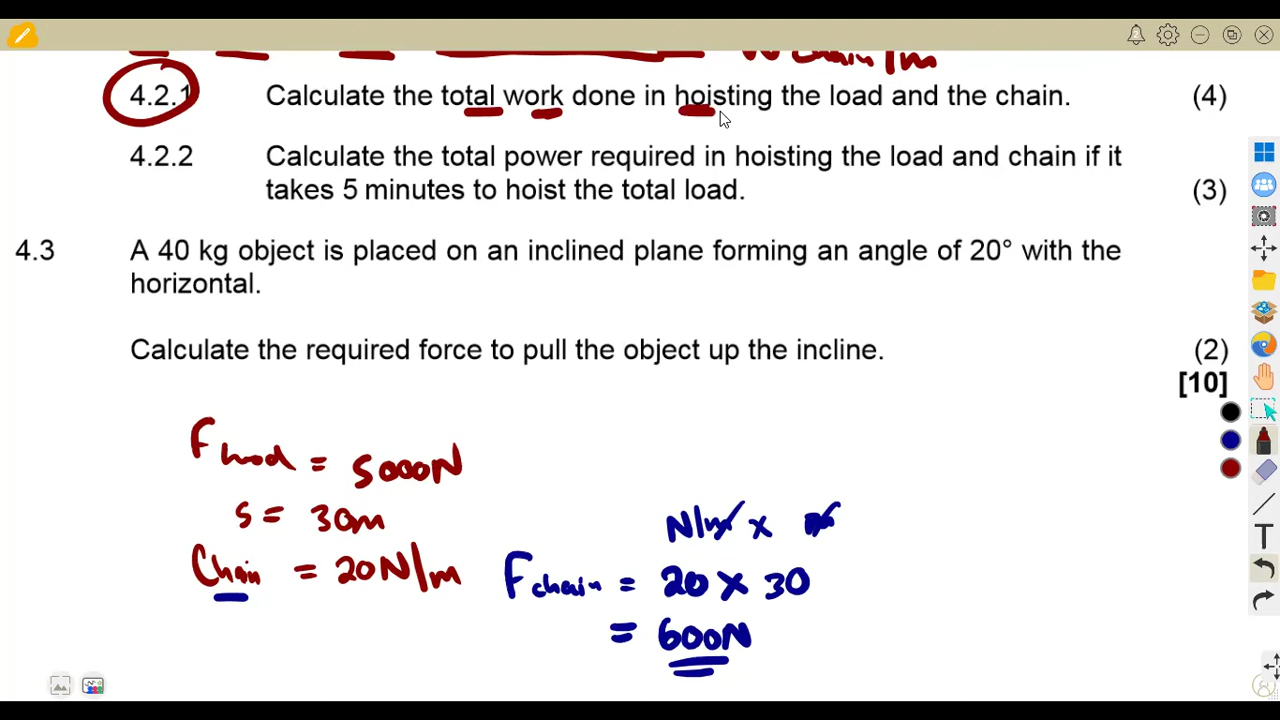 N chain/m
4.2.1 Calculate the total work done in hoisting the load and the chain. (4)
4.2.2 Calculate the total power required in hoisting the load and chain if it
takes 5 minutes to hoist the total load. (3)
4.3 A 40 kg object is placed on an inclined plane forming an angle of 20° with the
horizontal.
Calculate the required force to pull the object up the incline. (2)
[10]
F load = 5000N
s = 30m
N/m x m
Chain = 20N/m
F chain = 20 x 30
= 600N